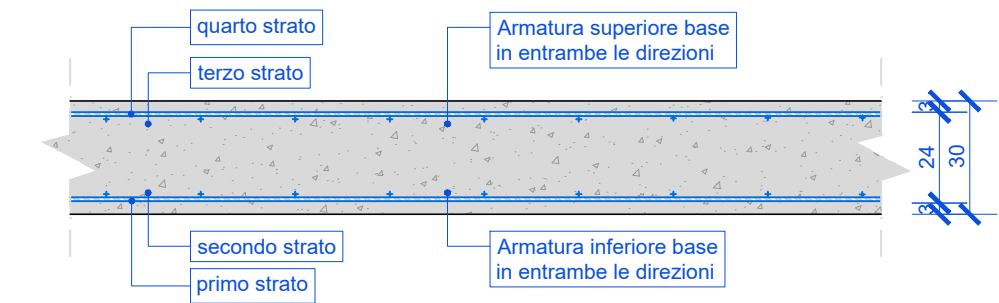 quarto strato
Armatura superiore base
in entrambe le direzioni
terzo strato
3
24
30
3
secondo strato
Armatura inferiore base
in entrambe le direzioni
primo strato